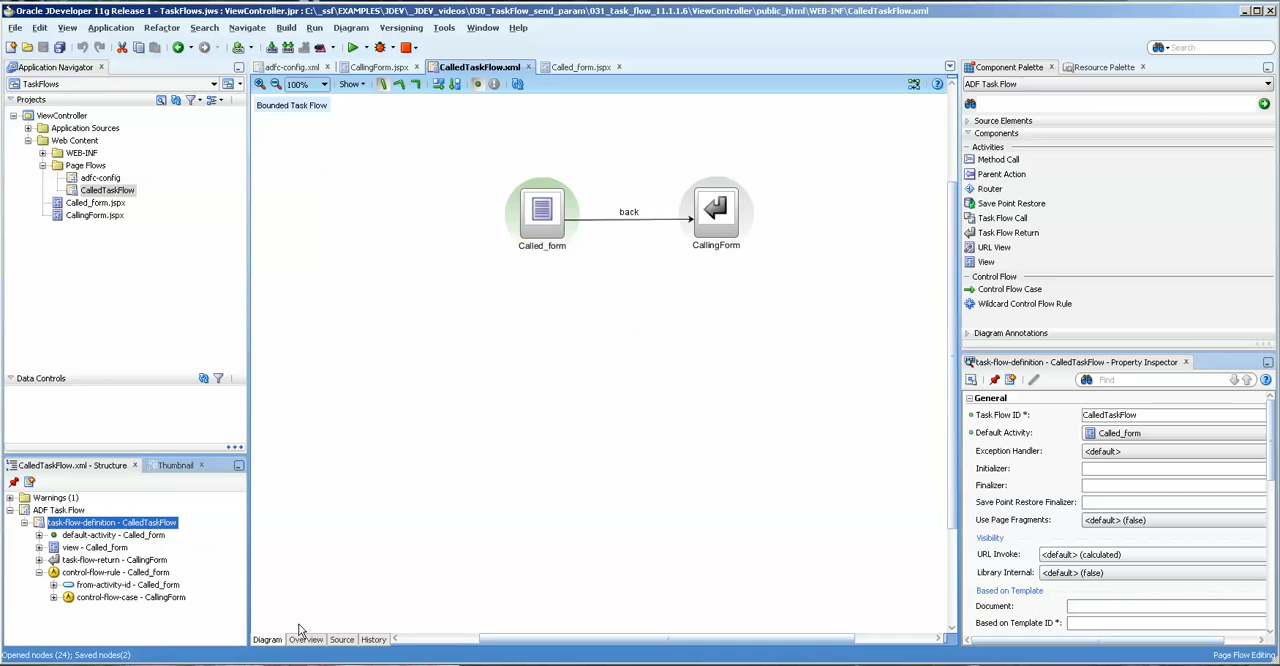 Oracle JDeveloper 11g Release 1 - TaskFlows.jws : ViewController.jpr : C:\_ssf\EXAMPLES\JDEV\_JDEV_videos\030_TaskFlow_send_param\031_task_flow_11.1.1.6\ViewController\public_html\WEB-INF\CalledTaskFlow.xml
File Edit View Application Refactor Search Navigate Build Run Diagram Versioning Tools Window Help
Search
Application Navigator
TaskFlows
Projects
ViewController
Application Sources
Web Content
WEB-INF
Page Flows
adfc-config
CalledTaskFlow
Called_form.jspx
CallingForm.jspx
Data Controls
CalledTaskFlow.xml - Structure
Thumbnail
Warnings (1)
ADF Task Flow
task-flow-definition - CalledTaskFlow
default-activity - Called_form
view - Called_form
task-flow-return - CallingForm
control-flow-rule - Called_form
from-activity-id - Called_form
control-flow-case - CallingForm
adfc-config.xml
CallingForm.jspx
CalledTaskFlow.xml
Called_form.jspx
100%
Show
Bounded Task Flow
back
Called_form
CallingForm
Diagram Overview Source History
Component Palette
Resource Palette
ADF Task Flow
Source Elements
Components
Activities
Method Call
Parent Action
Router
Save Point Restore
Task Flow Call
Task Flow Return
URL View
View
Control Flow
Control Flow Case
Wildcard Control Flow Rule
Diagram Annotations
task-flow-definition - CalledTaskFlow - Property Inspector
Find
General
Task Flow ID *: CalledTaskFlow
Default Activity: Called_form
Exception Handler: <default>
Initializer:
Finalizer:
Save Point Restore Finalizer:
Use Page Fragments: <default> (false)
Visibility
URL Invoke: <default> (calculated)
Library Internal: <default> (false)
Based on Template
Document:
Based on Template ID *:
Opened nodes (24); Saved nodes(2)
Page Flow Editing